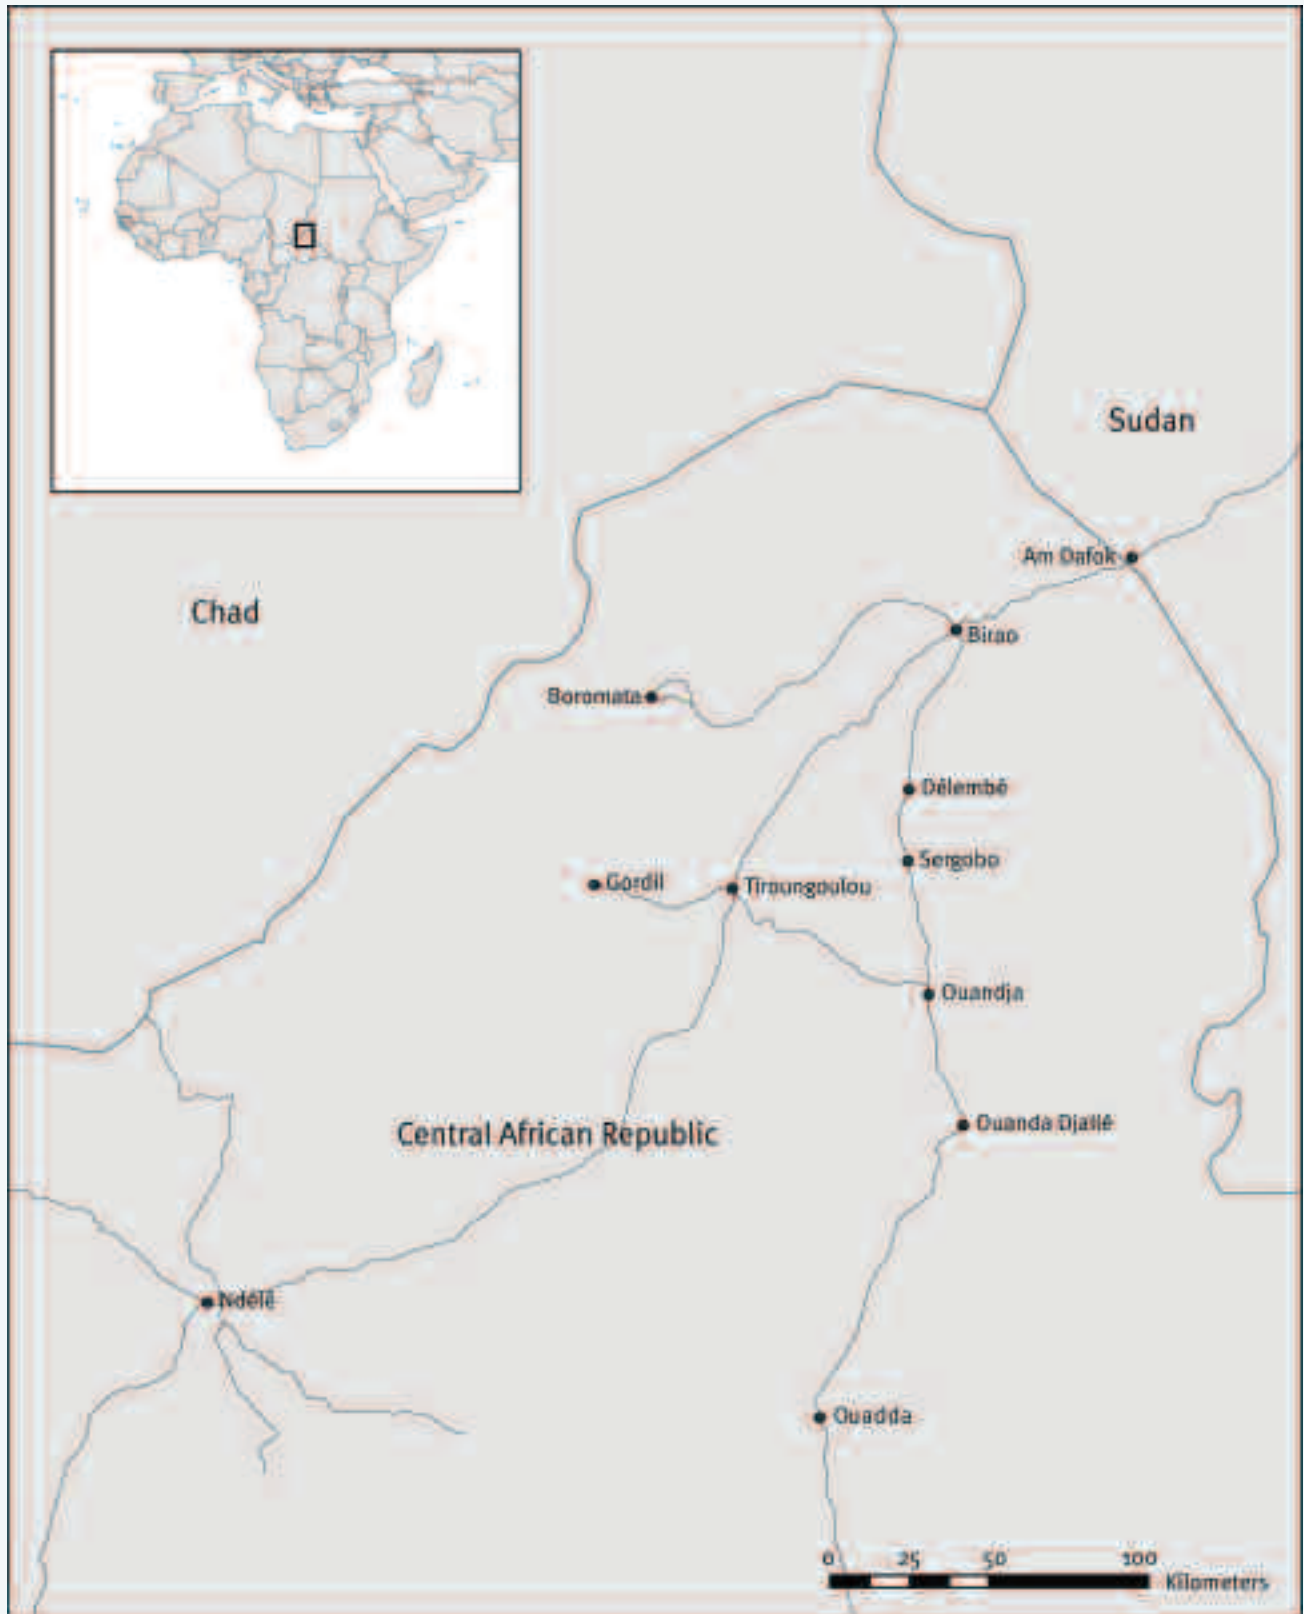 Sudan
Am Dafok
Chad
Birao
Boromata
Délembé
Sergobo
Gordil
Tiroungoulou
Ouandja
Ouanda Djallé
Central African Republic
Ndélé
Ouadda
0 25 50 100
Kilometers